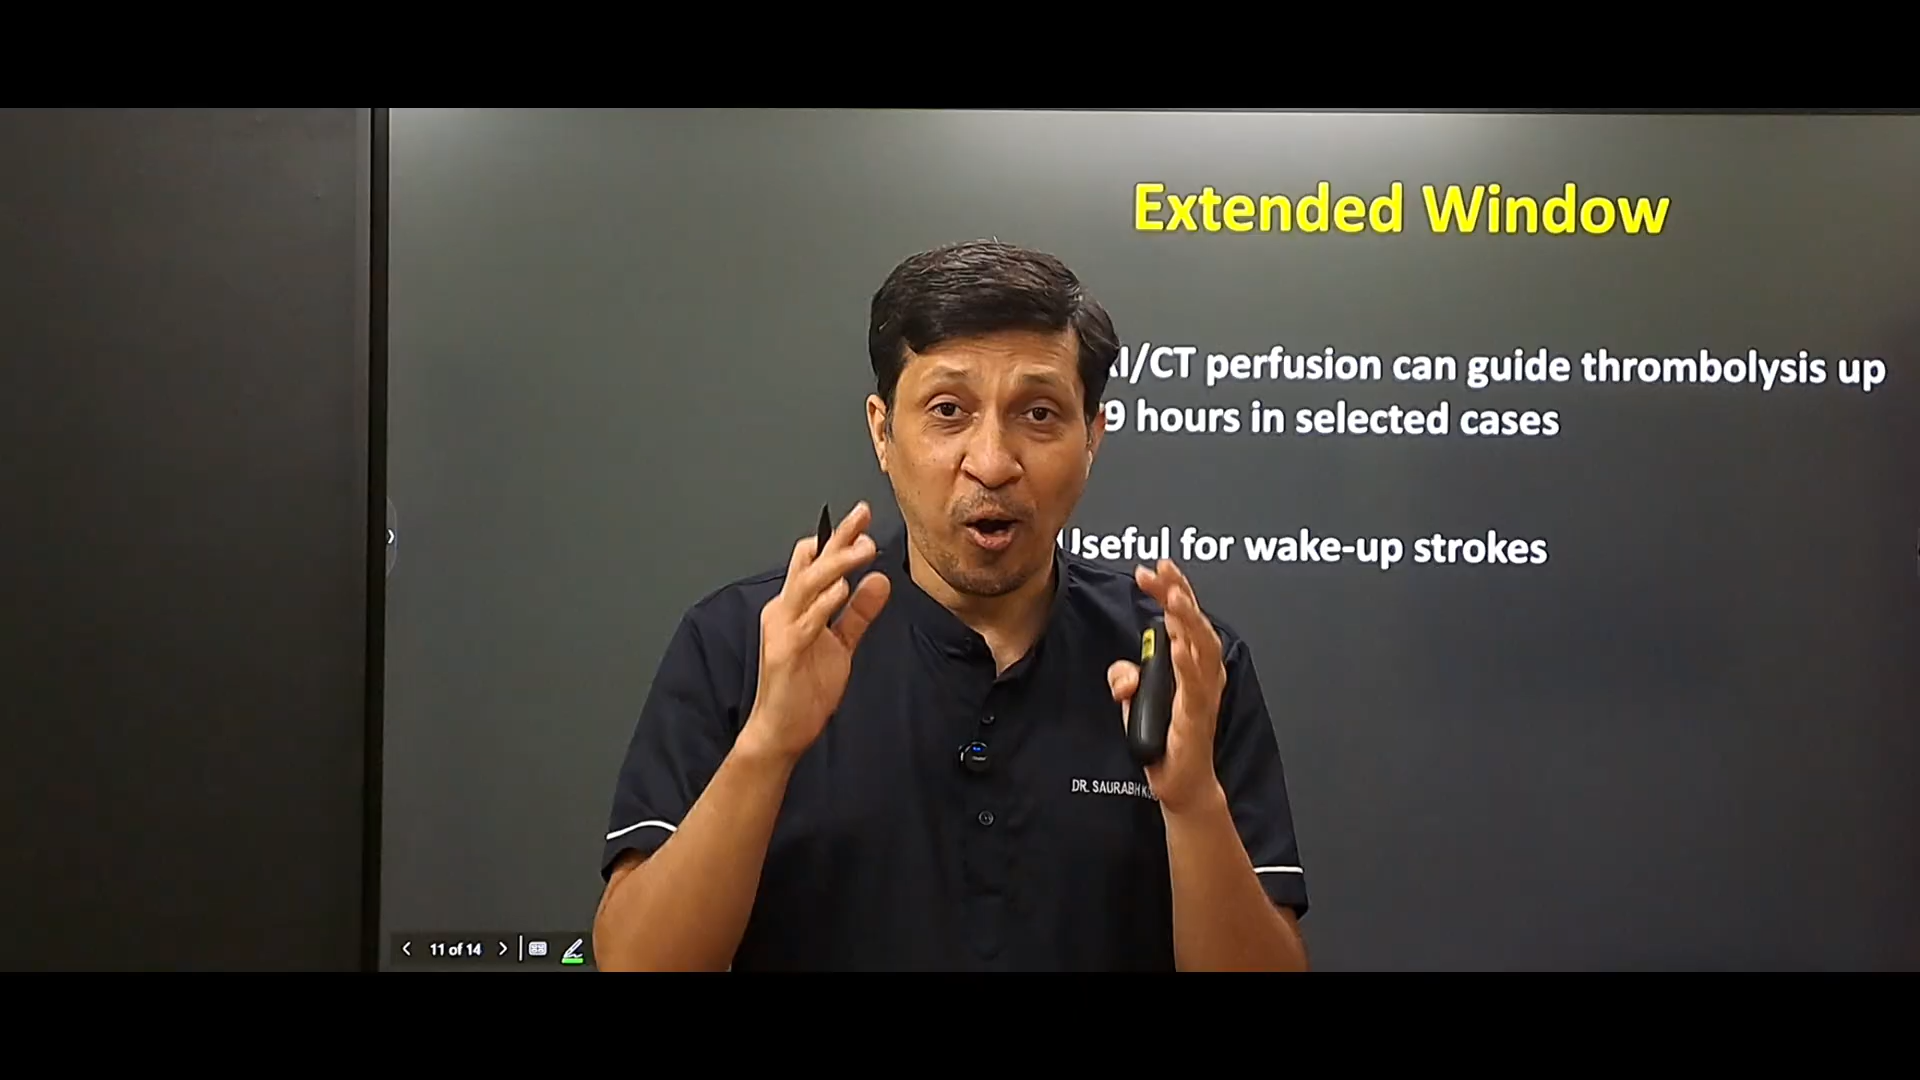 Extended Window
I/CT perfusion can guide thrombolysis up
9 hours in selected cases
Useful for wake-up strokes
DR. SAURABH
11 of 14